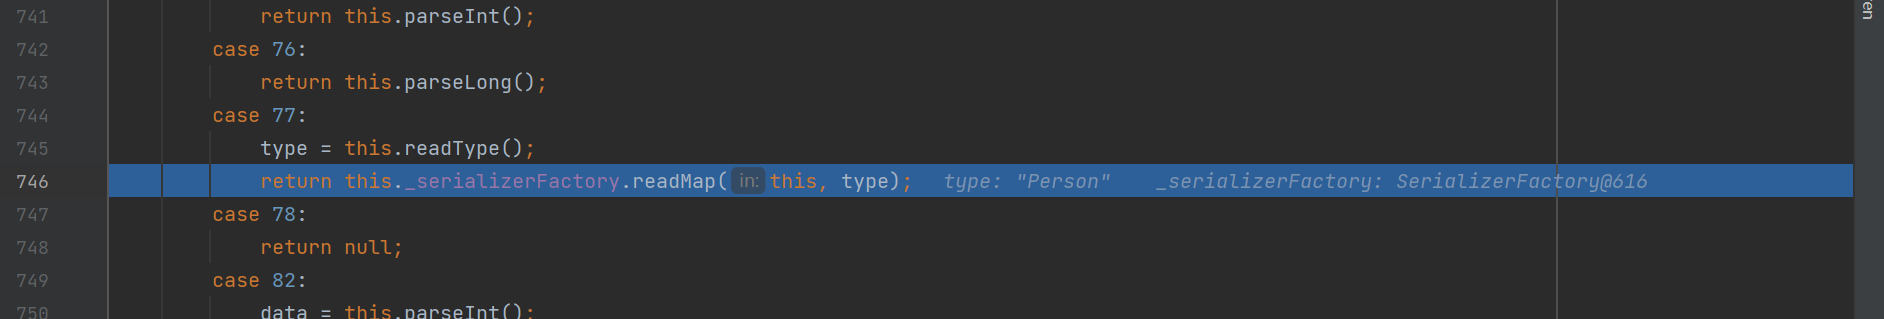 741 return this.parseInt();
742 case 76:
743 return this.parseLong();
744 case 77:
745 type = this.readType();
746 return this._serializerFactory.readMap( in: this, type); type: "Person" _serializerFactory: SerializerFactory@616
747 case 78:
748 return null;
749 case 82:
750 data = this.parseInt();
en